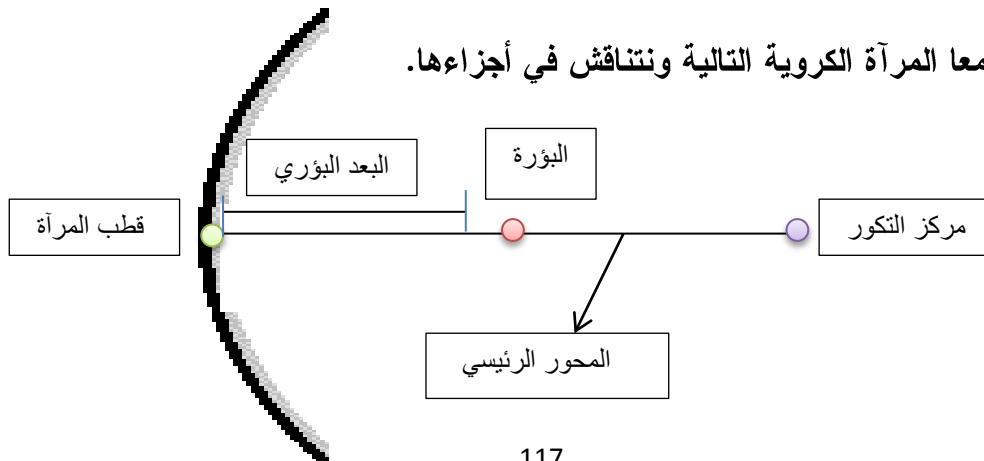 معا المرآة الكروية التالية ونتناقش في أجزاءها.
البؤرة
البعد البؤري
مركز التكور
قطب المرآة
المحور الرئيسي
117